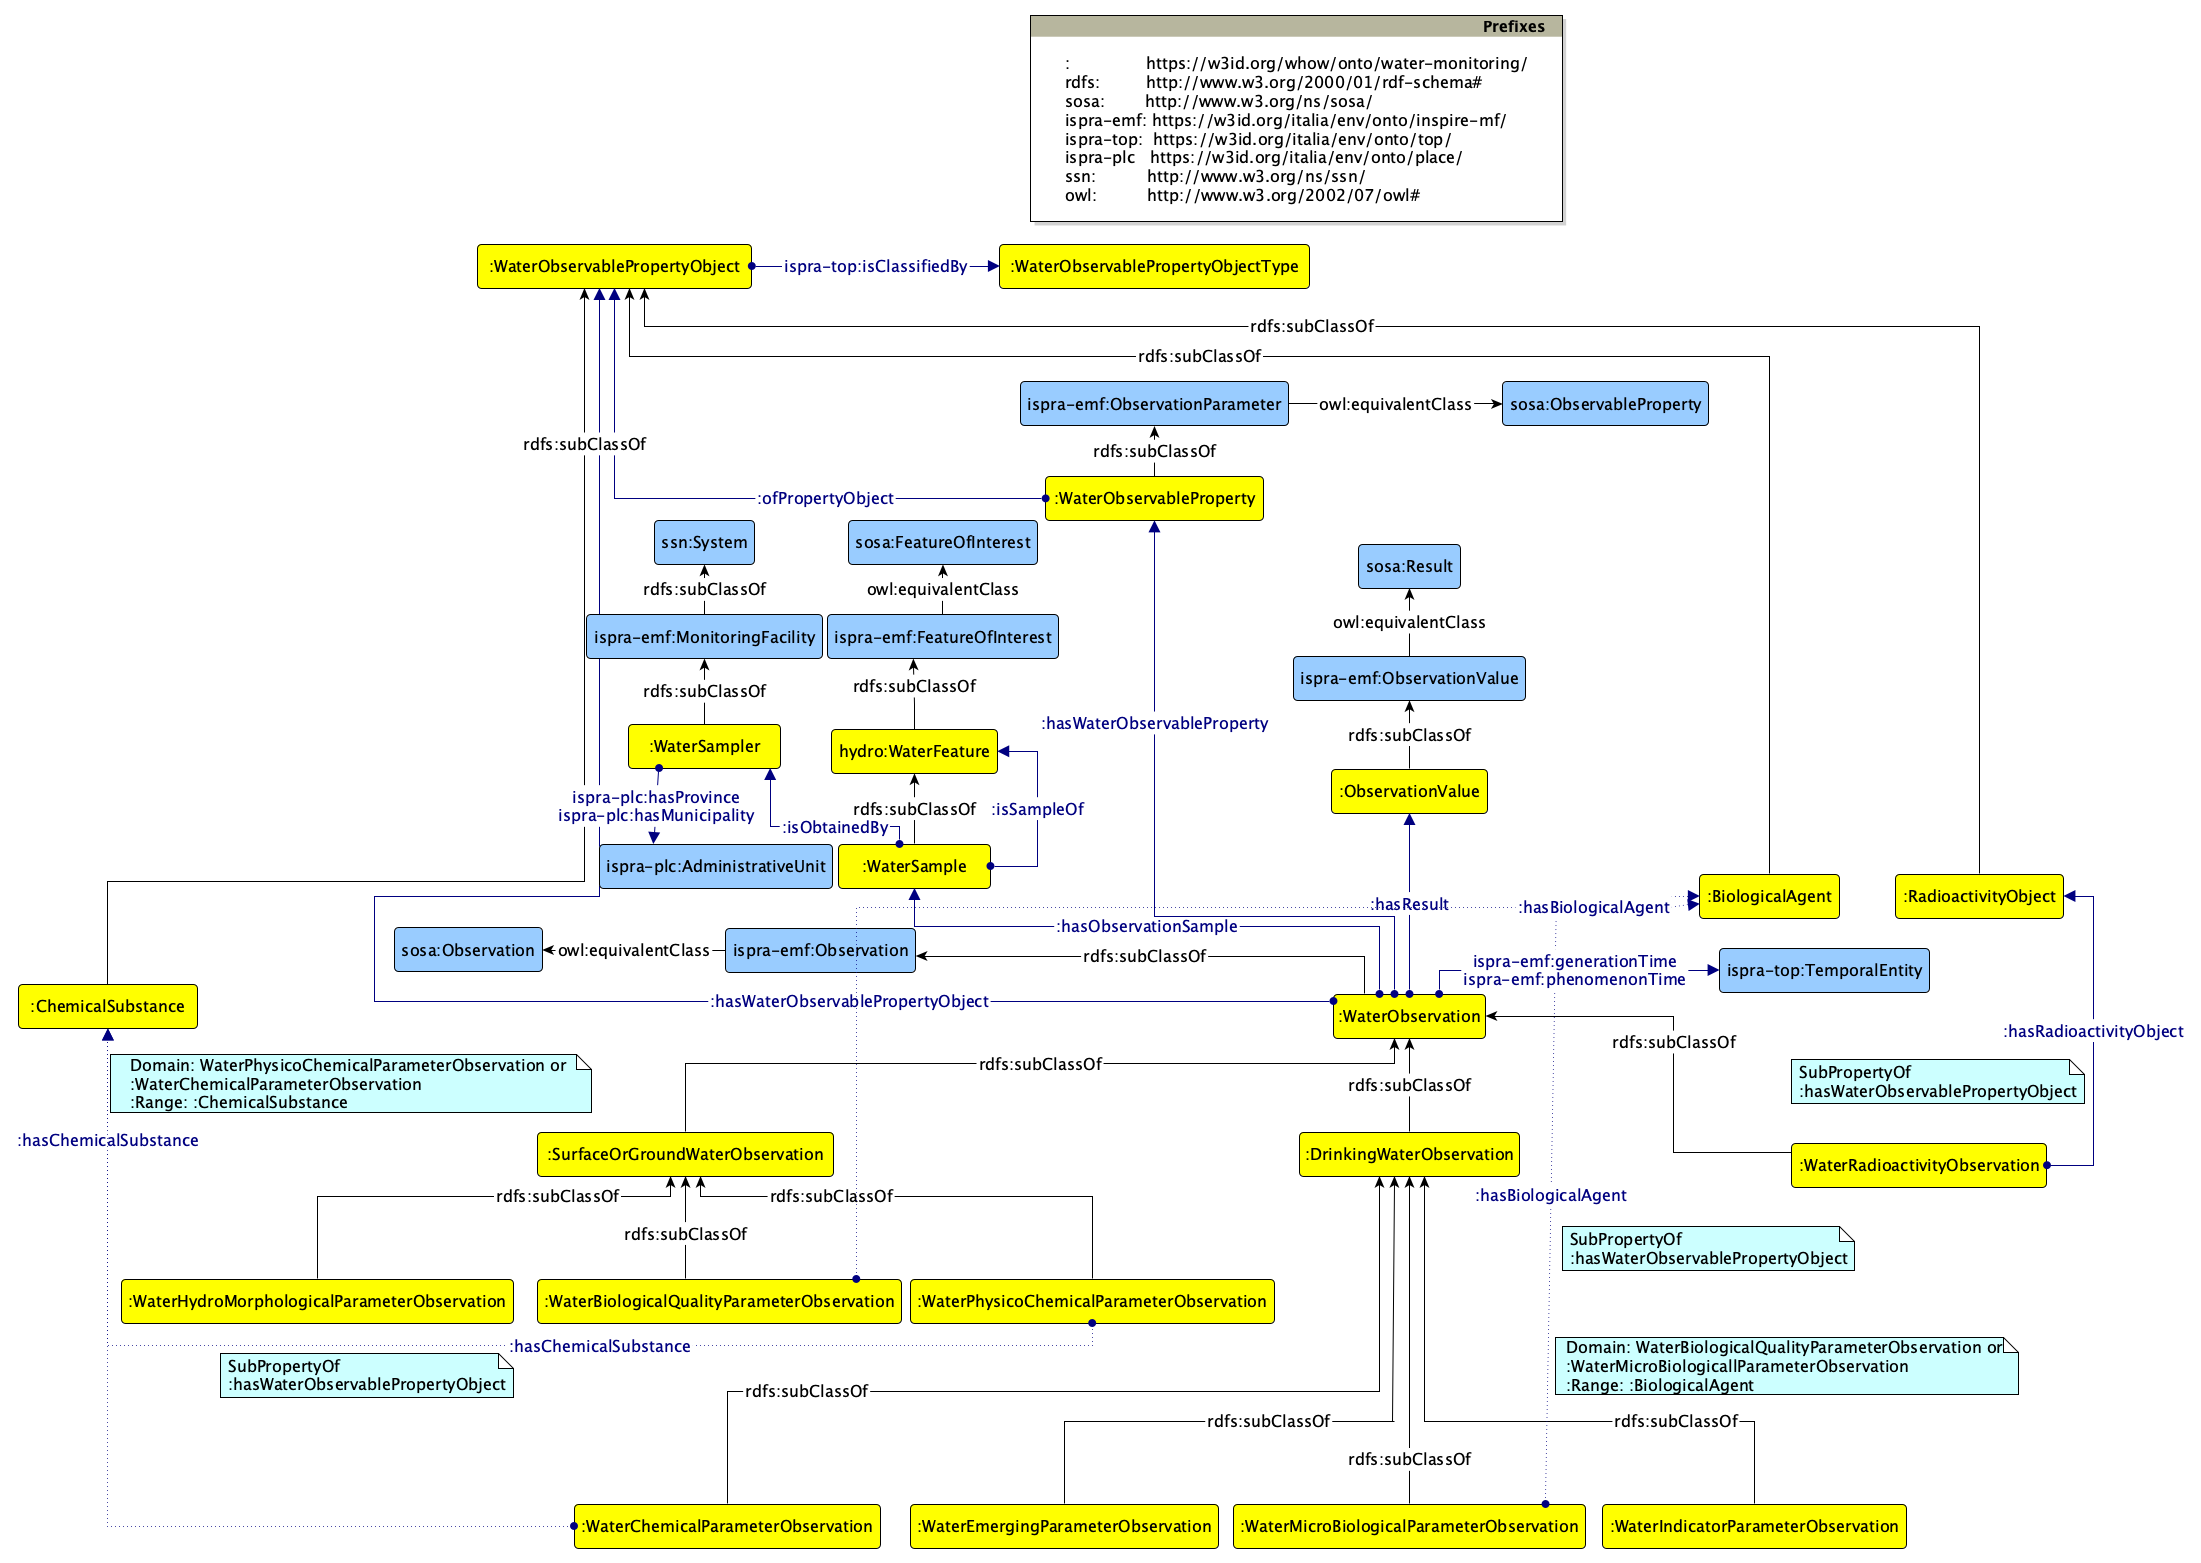 Prefixes
: https://w3id.org/whow/onto/water-monitoring/
rdfs: http://www.w3.org/2000/01/rdf-schema#
sosa: http://www.w3.org/ns/sosa/
ispra-emf: https://w3id.org/italia/env/onto/inspire-mf/
ispra-top: https://w3id.org/italia/env/onto/top/
ispra-plc https://w3id.org/italia/env/onto/place/
ssn: http://www.w3.org/ns/ssn/
owl: http://www.w3.org/2002/07/owl#
:WaterObservablePropertyObject
ispra-top:isClassifiedBy
:WaterObservablePropertyObjectType
rdfs:subClassOf
rdfs:subClassOf
ispra-emf:ObservationParameter
owl:equivalentClass
sosa:ObservableProperty
rdfs:subClassOf
rdfs:subClassOf
:ofPropertyObject
:WaterObservableProperty
ssn:System
sosa:FeatureOfInterest
sosa:Result
rdfs:subClassOf
owl:equivalentClass
owl:equivalentClass
ispra-emf:MonitoringFacility
ispra-emf:FeatureOfInterest
ispra-emf:ObservationValue
rdfs:subClassOf
rdfs:subClassOf
:hasWaterObservableProperty
rdfs:subClassOf
:WaterSampler
hydro:WaterFeature
:ObservationValue
ispra-plc:hasProvince
ispra-plc:hasMunicipality
rdfs:subClassOf
:isSampleOf
:isObtainedBy
ispra-plc:AdministrativeUnit
:WaterSample
:BiologicalAgent
:RadioactivityObject
:hasResult
:hasBiologicalAgent
:hasObservationSample
sosa:Observation
owl:equivalentClass
ispra-emf:Observation
rdfs:subClassOf
ispra-emf:generationTime
ispra-emf:phenomenonTime
ispra-top:TemporalEntity
:ChemicalSubstance
:hasWaterObservablePropertyObject
:WaterObservation
:hasRadioactivityObject
rdfs:subClassOf
Domain: WaterPhysicoChemicalParameterObservation or
:WaterChemicalParameterObservation
:Range: :ChemicalSubstance
rdfs:subClassOf
rdfs:subClassOf
SubPropertyOf
:hasWaterObservablePropertyObject
:hasChemicalSubstance
:SurfaceOrGroundWaterObservation
:DrinkingWaterObservation
:WaterRadioactivityObservation
rdfs:subClassOf
rdfs:subClassOf
:hasBiologicalAgent
rdfs:subClassOf
SubPropertyOf
:hasWaterObservablePropertyObject
:WaterHydroMorphologicalParameterObservation
:WaterBiologicalQualityParameterObservation
:WaterPhysicoChemicalParameterObservation
:hasChemicalSubstance
SubPropertyOf
:hasWaterObservablePropertyObject
Domain: WaterBiologicalQualityParameterObservation or
:WaterMicroBiologicallParameterObservation
:Range: :BiologicalAgent
rdfs:subClassOf
rdfs:subClassOf
rdfs:subClassOf
rdfs:subClassOf
:WaterChemicalParameterObservation
:WaterEmergingParameterObservation
:WaterMicroBiologicalParameterObservation
:WaterIndicatorParameterObservation